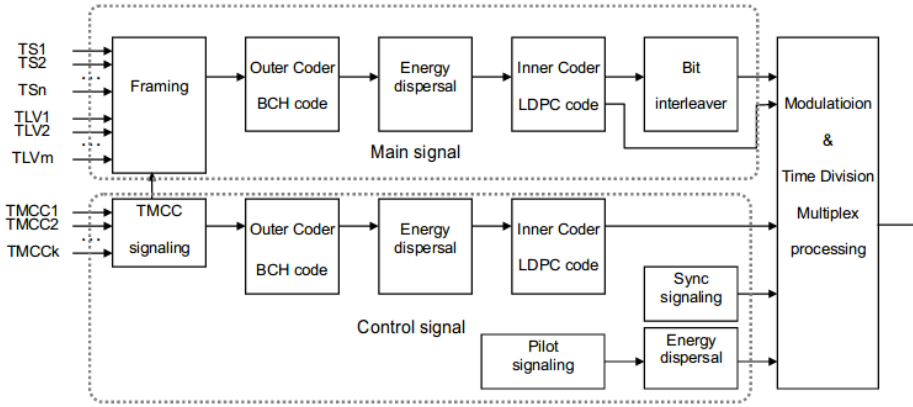 TS1
TS2
...
TSn
TLV1
TLV2
...
TLVm
Framing
Outer Coder
BCH code
Energy
dispersal
Inner Coder
LDPC code
Bit
interleaver
Main signal
Modulatioion
&
Time Division
Multiplex
processing
TMCC1
TMCC2
...
TMCCk
TMCC
signaling
Outer Coder
BCH code
Energy
dispersal
Inner Coder
LDPC code
Sync
signaling
Control signal
Pilot
signaling
Energy
dispersal